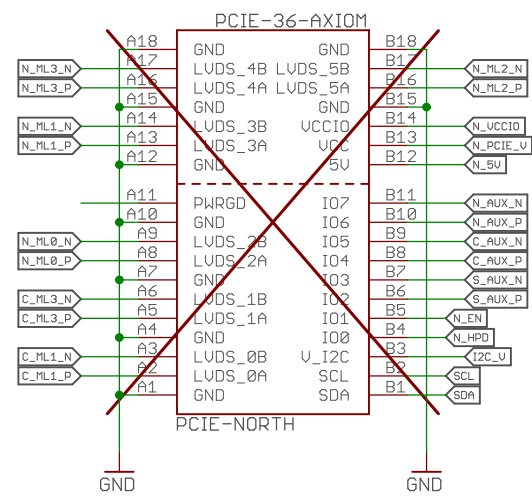 PCIE-36-AXIOM
A18 GND GND B18
N_ML3_N A17 LVDS_4B LVDS_5B B17 N_ML2_N
N_ML3_P A16 LVDS_4A LVDS_5A B16 N_ML2_P
A15 GND GND B15
N_ML1_N A14 LVDS_3B VCCIO B14 N_VCCIO
N_ML1_P A13 LVDS_3A VCC B13 N_PCIE_V
A12 GND 5V B12 N_5V
A11 PWRGD IO7 B11 N_AUX_N
A10 GND IO6 B10 N_AUX_P
N_ML0_N A9 LVDS_2B IO5 B9 C_AUX_N
N_ML0_P A8 LVDS_2A IO4 B8 C_AUX_P
A7 GND IO3 B7 S_AUX_N
C_ML3_N A6 LVDS_1B IO2 B6 S_AUX_P
C_ML3_P A5 LVDS_1A IO1 B5 N_EN
A4 GND IO0 B4 N_HPD
C_ML1_N A3 LVDS_0B V_I2C B3 I2C_V
C_ML1_P A2 LVDS_0A SCL B2 SCL
A1 GND SDA B1 SDA
PCIE-NORTH
GND GND